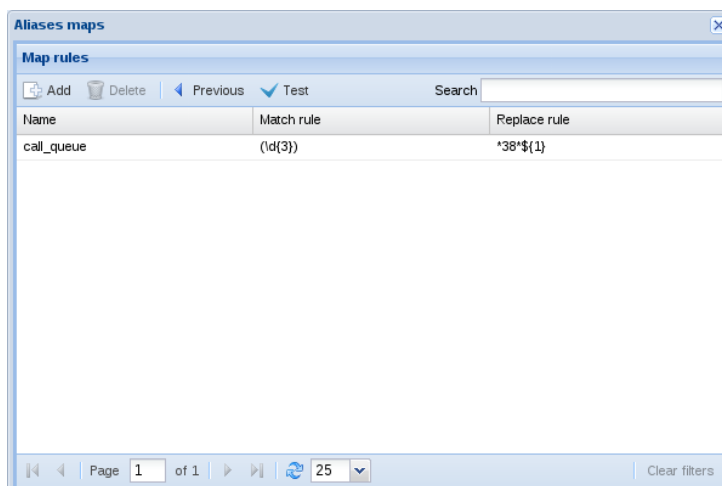 Aliases maps
Map rules
Add Delete Previous Test Search
Name Match rule Replace rule
call_queue (\d{3}) *38*${1}
Page 1 of 1 25 Clear filters